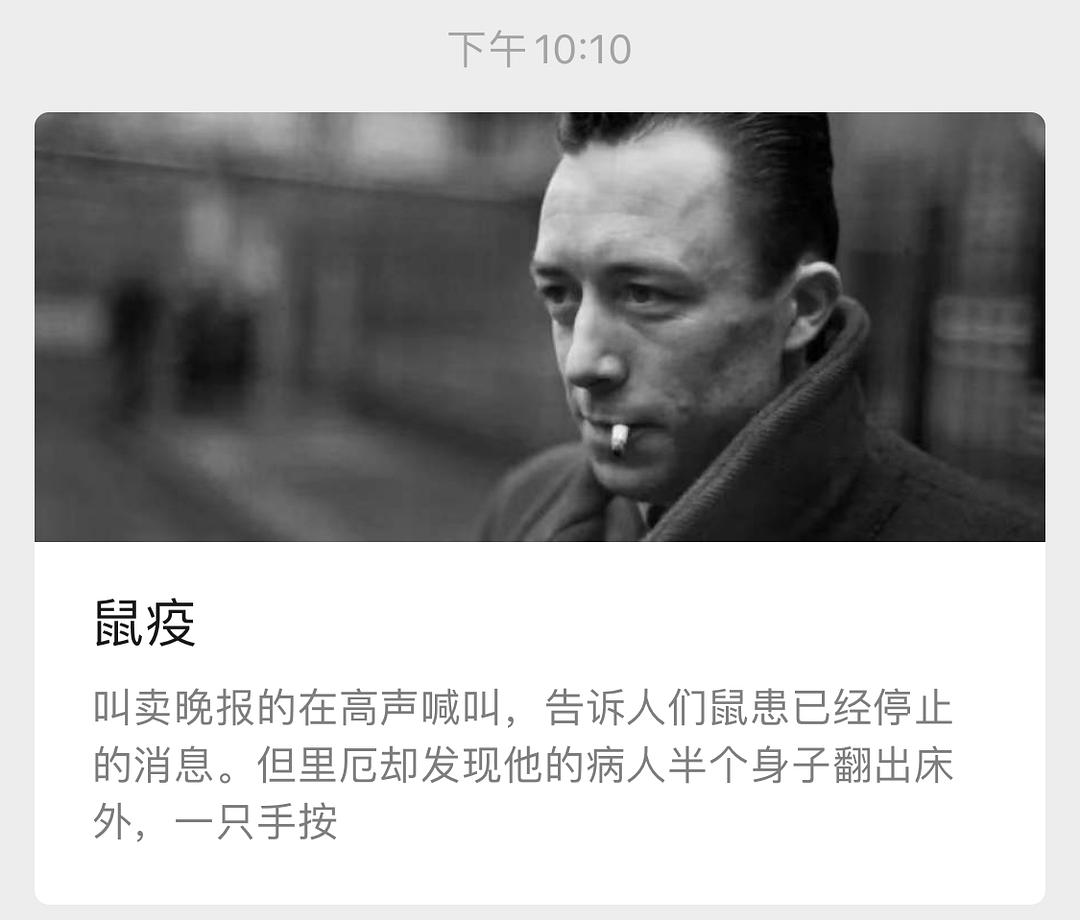 下午10:10
鼠疫
叫卖晚报的在高声喊叫，告诉人们鼠患已经停止
的消息。但里厄却发现他的病人半个身子翻出床
外，一只手按